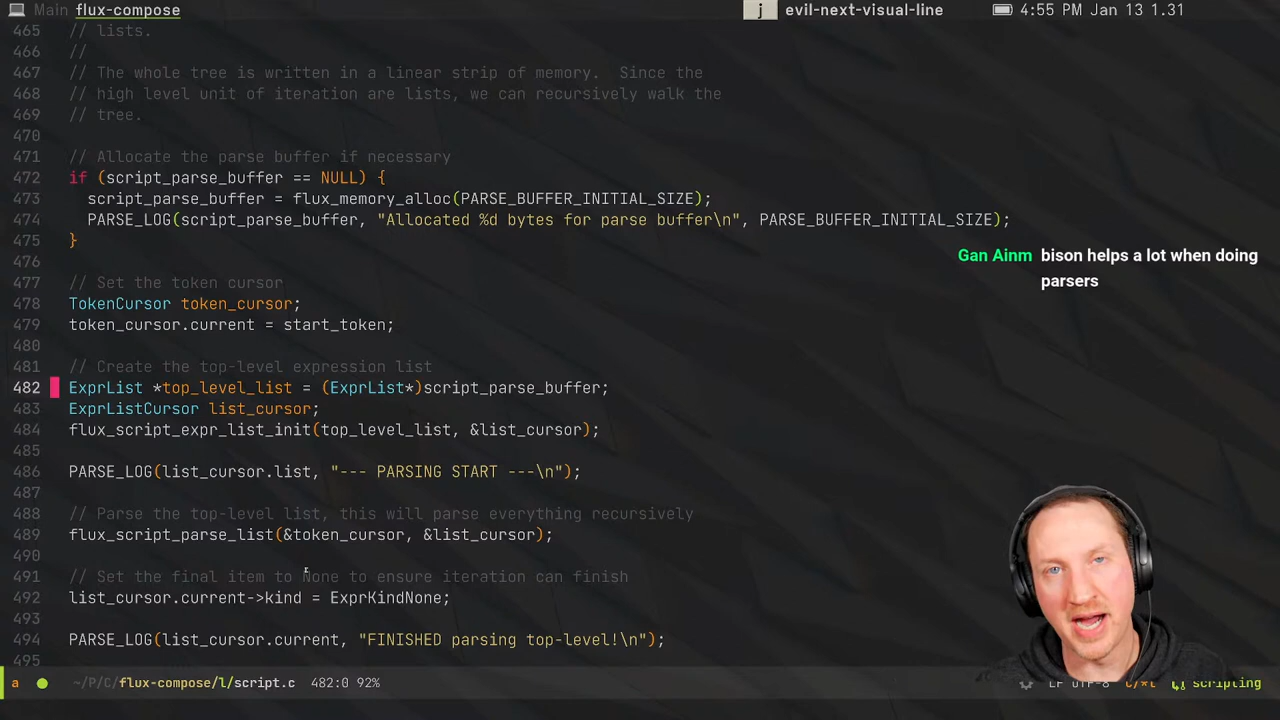 Main flux-compose
j evil-next-visual-line 4:55 PM Jan 13 1.31
465 // lists.
466 //
467 // The whole tree is written in a linear strip of memory.  Since the
468 // high level unit of iteration are lists, we can recursively walk the
469 // tree.
470
471 // Allocate the parse buffer if necessary
472 if (script_parse_buffer == NULL) {
473   script_parse_buffer = flux_memory_alloc(PARSE_BUFFER_INITIAL_SIZE);
474   PARSE_LOG(script_parse_buffer, "Allocated %d bytes for parse buffer\n", PARSE_BUFFER_INITIAL_SIZE);
475 }
476
477 // Set the token cursor
478 TokenCursor token_cursor;
479 token_cursor.current = start_token;
480
481 // Create the top-level expression list
482 ExprList *top_level_list = (ExprList*)script_parse_buffer;
483 ExprListCursor list_cursor;
484 flux_script_expr_list_init(top_level_list, &list_cursor);
485
486 PARSE_LOG(list_cursor.list, "--- PARSING START ---\n");
487
488 // Parse the top-level list, this will parse everything recursively
489 flux_script_parse_list(&token_cursor, &list_cursor);
490
491 // Set the final item to None to ensure iteration can finish
492 list_cursor.current->kind = ExprKindNone;
493
494 PARSE_LOG(list_cursor.current, "FINISHED parsing top-level!\n");
495
Gan Ainm bison helps a lot when doing
parsers
a ~/P/C/flux-compose/l/script.c 482:0 92% LF UTF-8 scripting